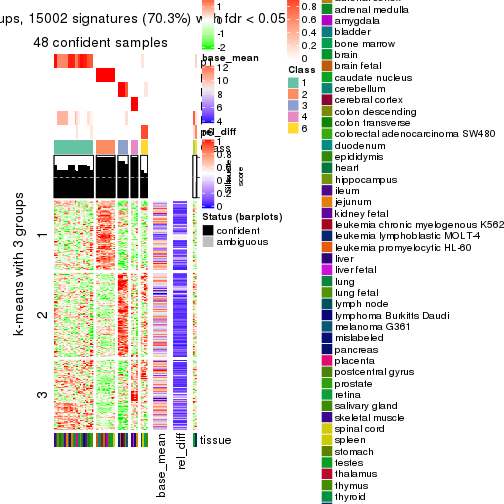 ups, 15002 signatures (70.3%) with fdr < 0.05
48 confident samples
1
-1
-2
base_mean
12
10
8
6
4
rel_diff
1
0.8
0.6
0.4
0.2
0
Status (barplots)
confident
ambiguous
0.8
0.6
0.4
0.2
0
Class
1
2
3
4
6
Silhouette
score
k-means with 3 groups
1
2
3
tissue
base_mean
rel_diff
adrenal medulla
amygdala
bladder
bone marrow
brain
brain fetal
caudate nucleus
cerebellum
cerebral cortex
colon descending
colon transverse
colorectal adenocarcinoma SW480
duodenum
epididymis
heart
hippocampus
ileum
jejunum
kidney fetal
leukemia chronic myelogenous K562
leukemia lymphoblastic MOLT-4
leukemia promyelocytic HL-60
liver
liver fetal
lung
lung fetal
lymph node
lymphoma Burkitts Daudi
melanoma G361
mislabeled
pancreas
placenta
postcentral gyrus
prostate
retina
salivary gland
skeletal muscle
spinal cord
spleen
stomach
testes
thalamus
thymus
thyroid